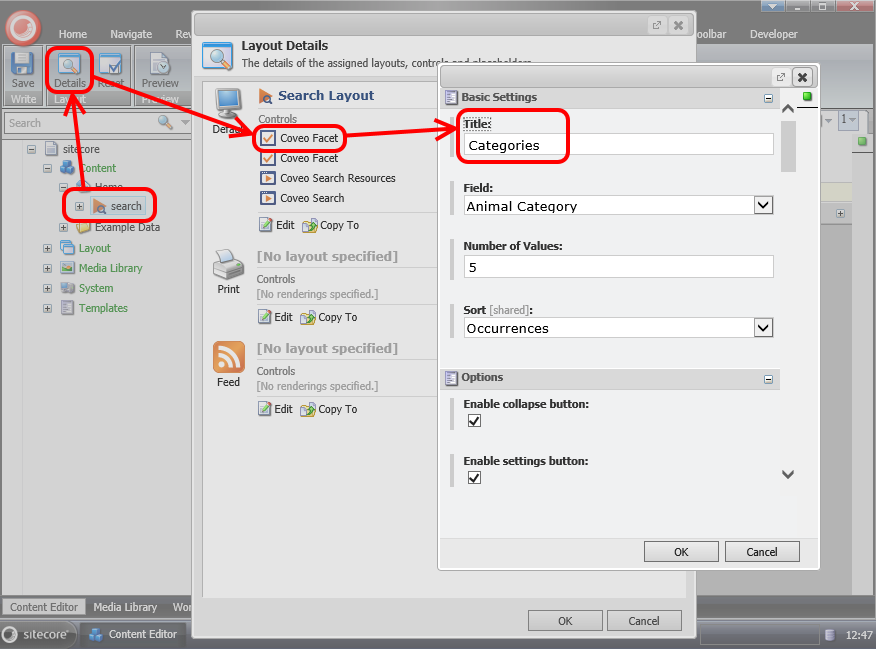 Home
Navigate
Rev
oolbar
Developer
Save
Details
Reset
Preview
Write
Layout
Preview
Search
sitecore
Content
Home
search
Example Data
Layout
Media Library
System
Templates
Layout Details
The details of the assigned layouts, controls and placeholders.
Default
Search Layout
Controls
Coveo Facet
Coveo Facet
Coveo Search Resources
Coveo Search
Edit
Copy To
Print
[No layout specified]
Controls
[No renderings specified.]
Edit
Copy To
Feed
[No layout specified]
Controls
[No renderings specified.]
Edit
Copy To
OK
Cancel
Basic Settings
Title:
Categories
Field:
Animal Category
Number of Values:
5
Sort [shared]:
Occurrences
Options
Enable collapse button:
Enable settings button:
OK
Cancel
1
Content Editor
Media Library
Wor
sitecore
Content Editor
12:47